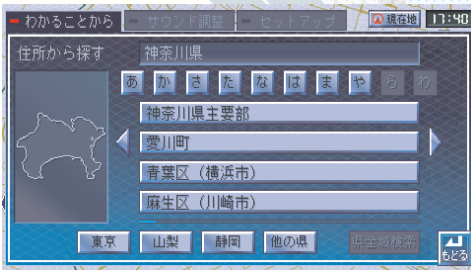 わかることから サウンド調整 セットアップ 現在地 17:40
住所から探す 神奈川県
あ か さ た な は ま や ら わ
神奈川県主要部
愛川町
青葉区（横浜市）
麻生区（川崎市）
東京 山梨 静岡 他の県 県全域検索 もどる